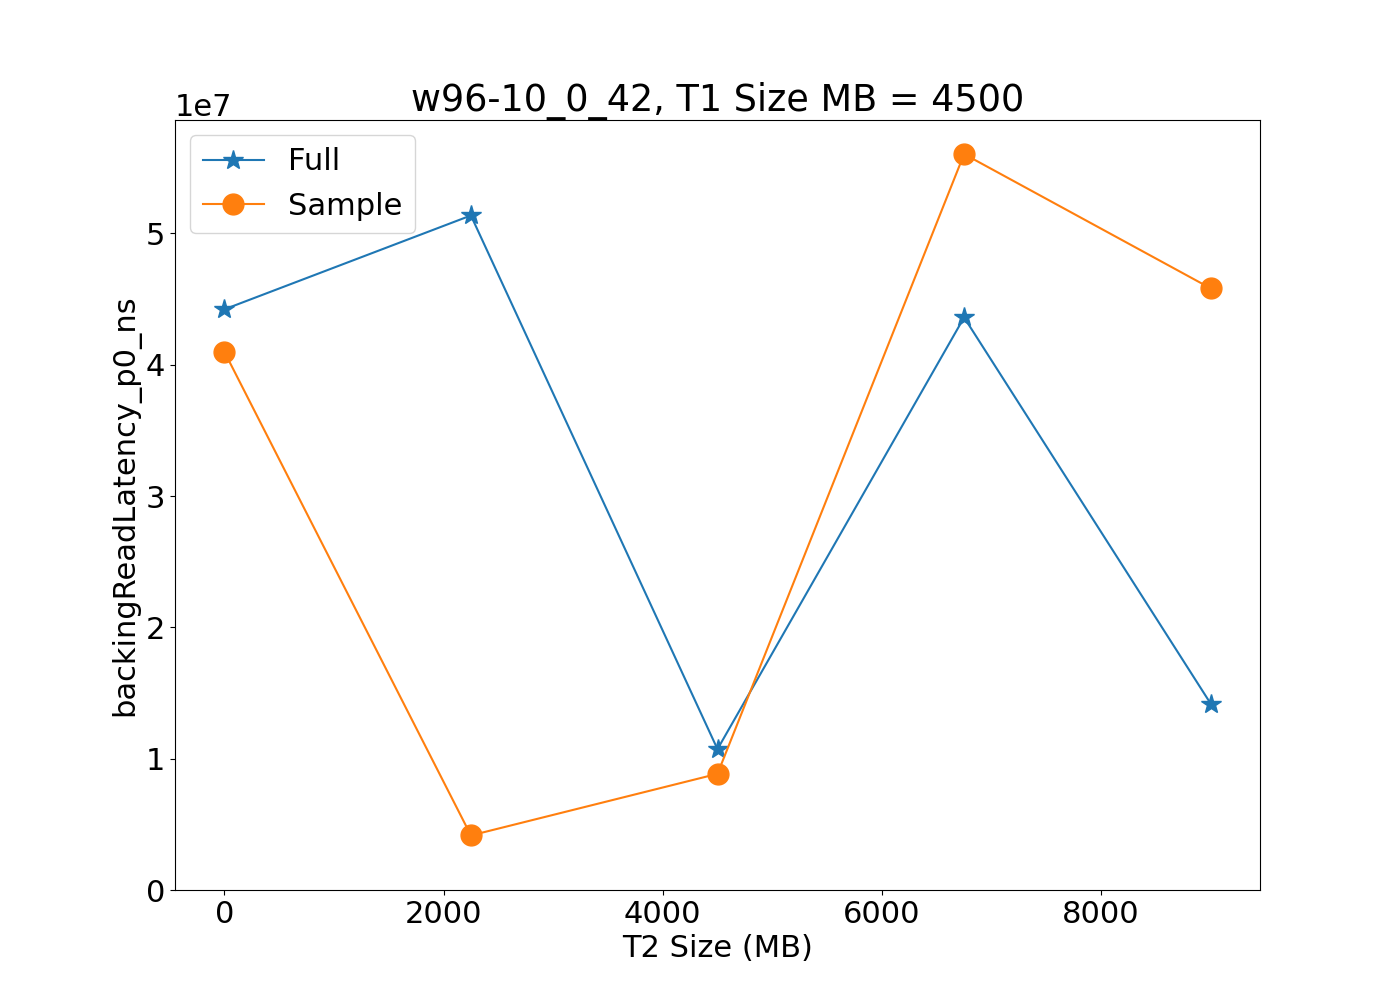 w96-10_0_42, T1 Size MB = 4500
1e7
Full
Sample
5
4
3
2
1
0
backingReadLatency_p0_ns
0 2000 4000 6000 8000
T2 Size (MB)